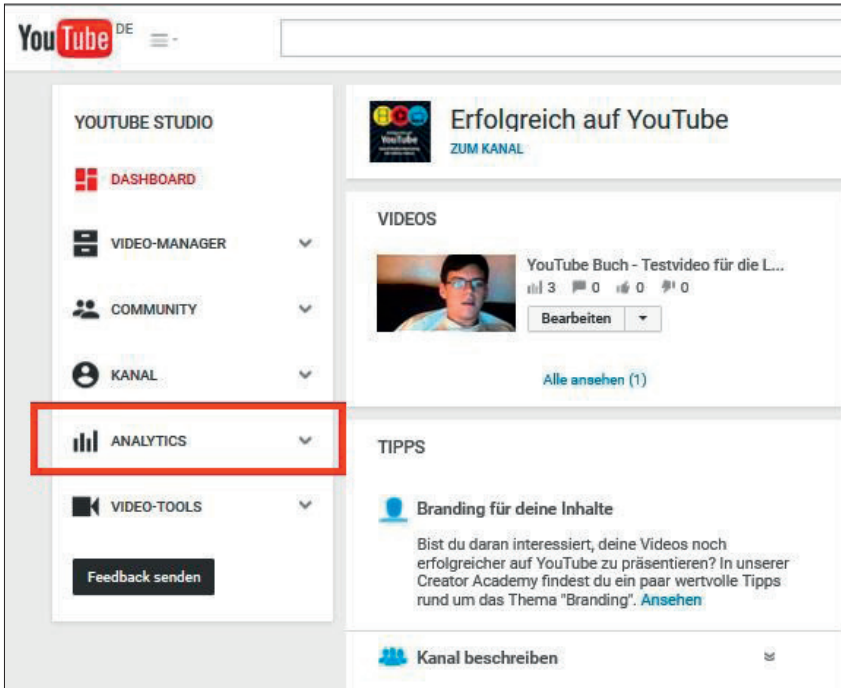 YouTube DE
YOUTUBE STUDIO
DASHBOARD
VIDEO-MANAGER
COMMUNITY
KANAL
ANALYTICS
VIDEO-TOOLS
Feedback senden
YouTube
Erfolgreich auf YouTube
ZUM KANAL
VIDEOS
YouTube Buch - Testvideo für die L...
3 0 0 0
Bearbeiten
Alle ansehen (1)
TIPPS
Branding für deine Inhalte
Bist du daran interessiert, deine Videos noch
erfolgreicher auf YouTube zu präsentieren? In unserer
Creator Academy findest du ein paar wertvolle Tipps
rund um das Thema "Branding". Ansehen
Kanal beschreiben